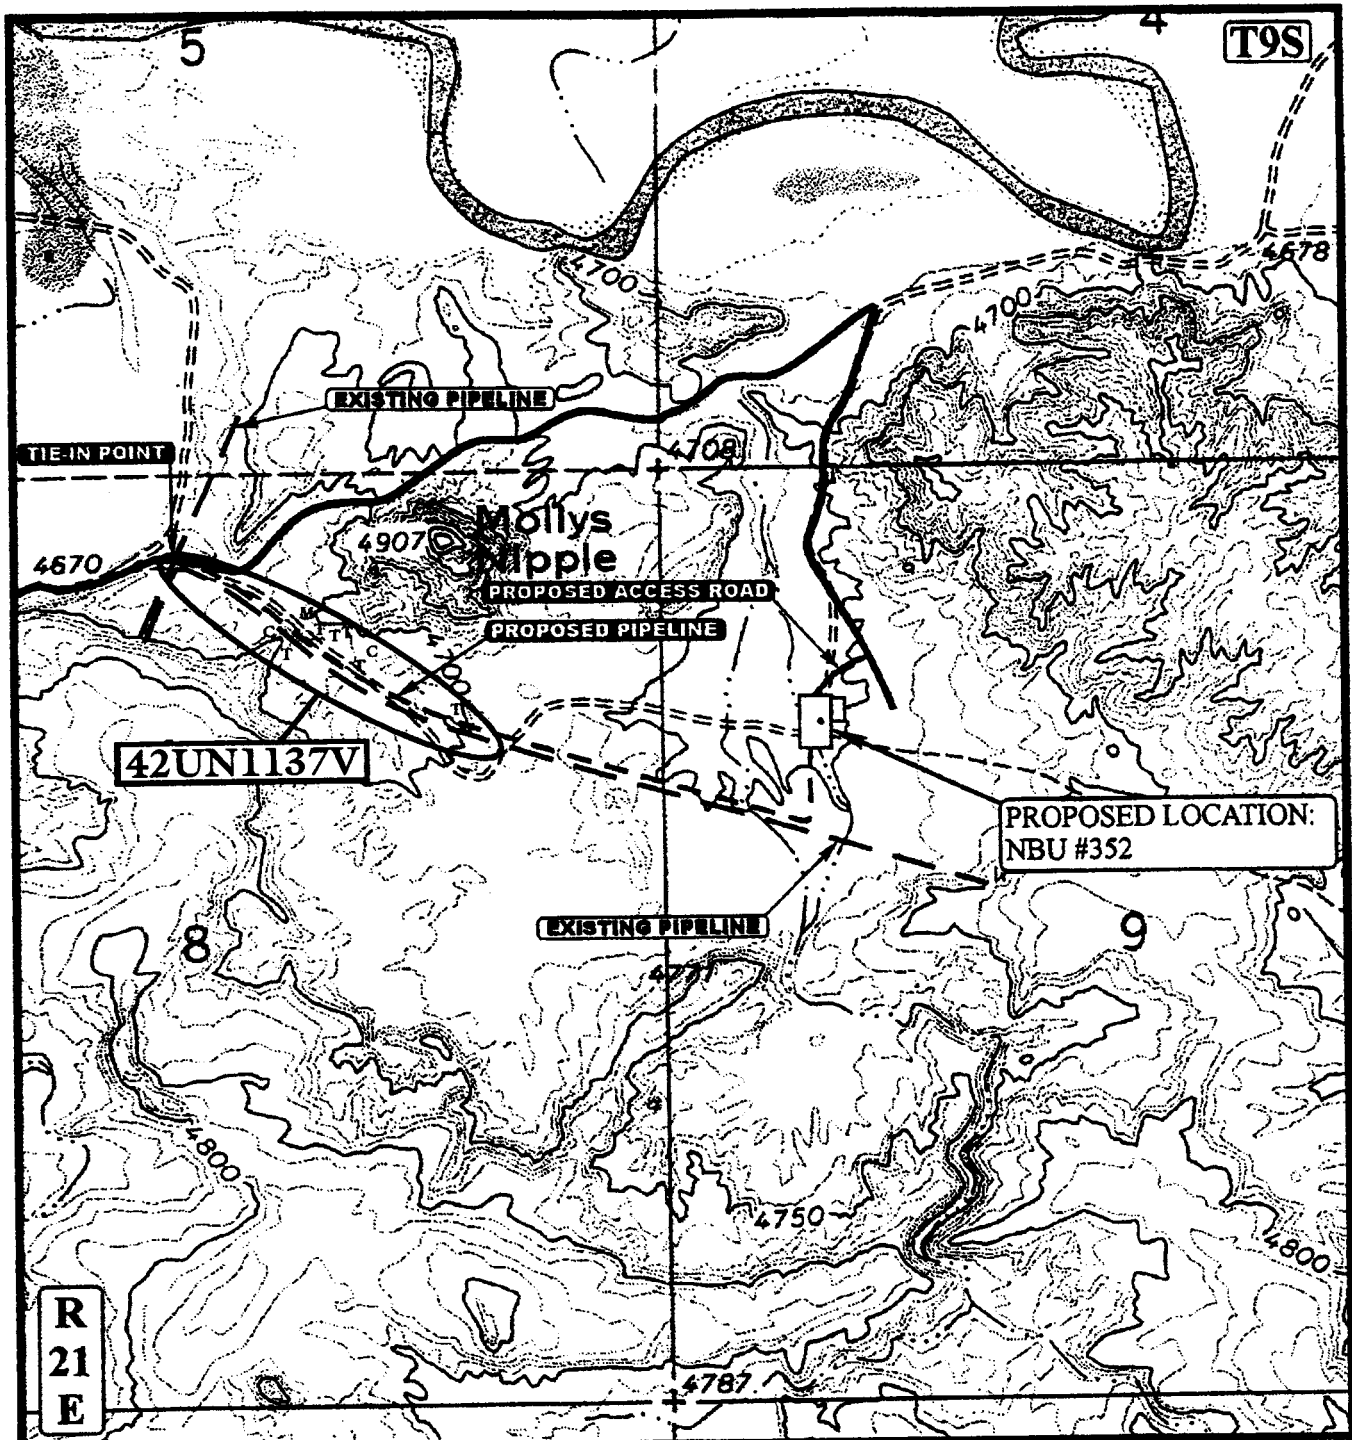 5
4
T9S
4678
4700
4700
EXISTING PIPELINE
TIE-IN POINT
4708
Mollys
Nipple
4907
4670
PROPOSED ACCESS ROAD
PROPOSED PIPELINE
M
T
T
C
T
C
T
4700
T
42UN1137V
PROPOSED LOCATION:
NBU #352
EXISTING PIPELINE
8
9
4771
4800
4750
4800
R
21
E
4787